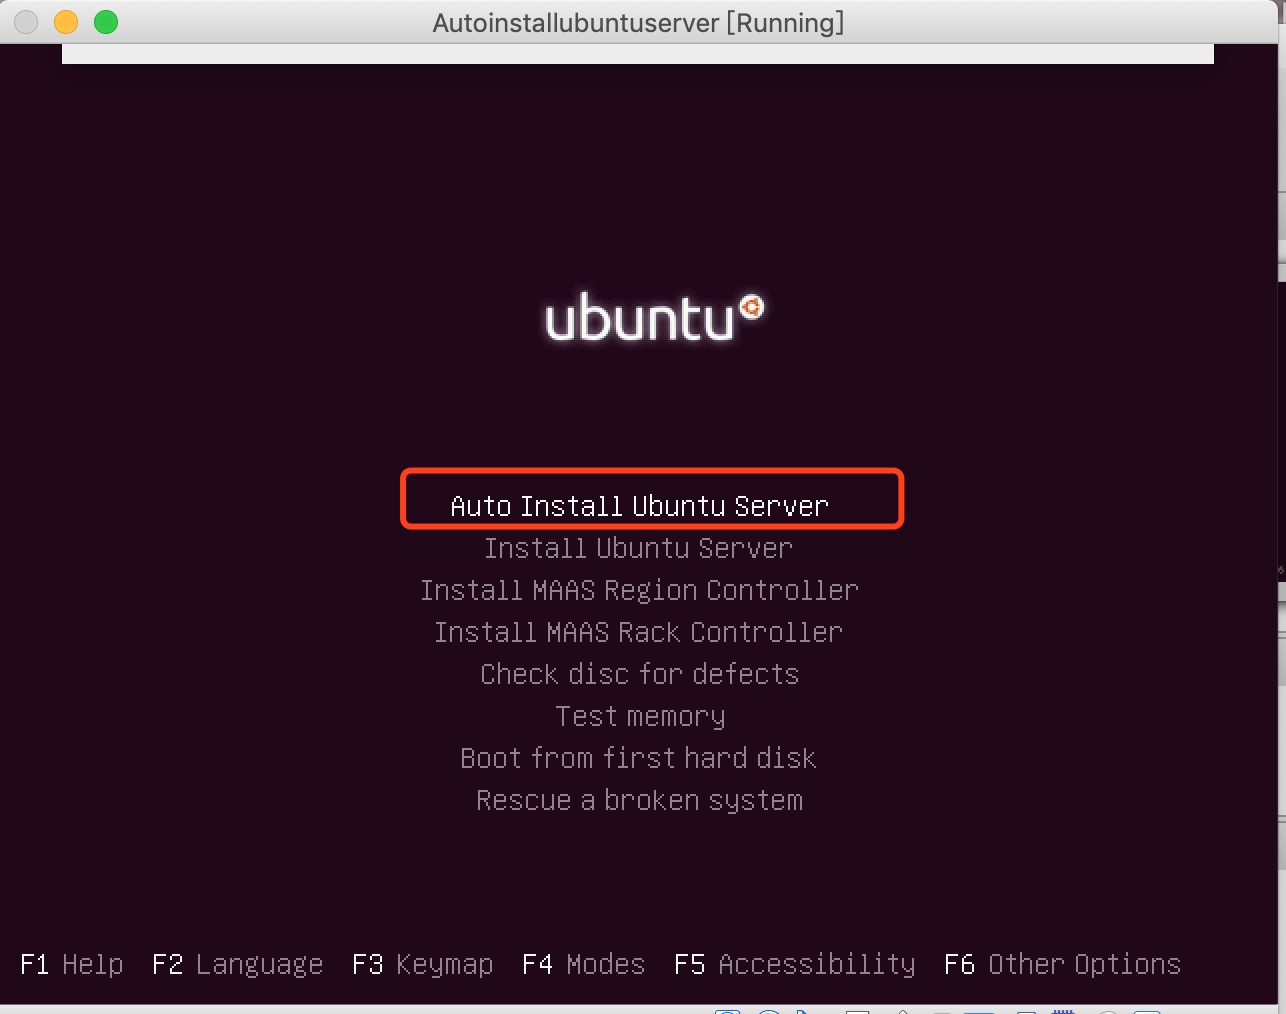 Autoinstallubuntuserver [Running]
ubuntu
Auto Install Ubuntu Server
Install Ubuntu Server
Install MAAS Region Controller
Install MAAS Rack Controller
Check disc for defects
Test memory
Boot from first hard disk
Rescue a broken system
F1 Help F2 Language F3 Keymap F4 Modes F5 Accessibility F6 Other Options